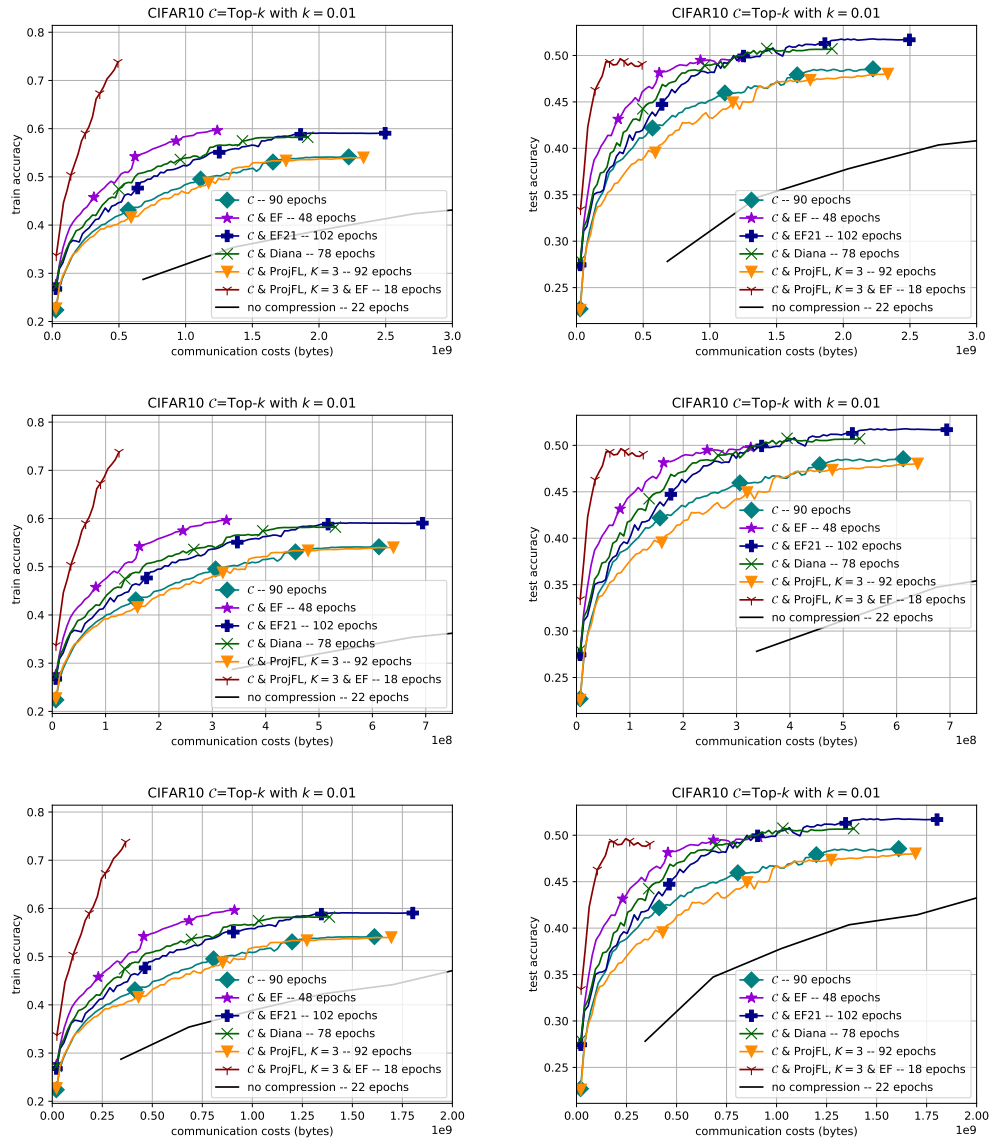 CIFAR10 𝒞=Top-k with k = 0.01
train accuracy
0.8
0.7
0.6
0.5
0.4
0.3
0.2
𝒞 -- 90 epochs
𝒞 & EF -- 48 epochs
𝒞 & EF21 -- 102 epochs
𝒞 & Diana -- 78 epochs
𝒞 & ProjFL, K = 3 -- 92 epochs
𝒞 & ProjFL, K = 3 & EF -- 18 epochs
no compression -- 22 epochs
0.0 0.5 1.0 1.5 2.0 2.5 3.0
communication costs (bytes)
1e9
CIFAR10 𝒞=Top-k with k = 0.01
test accuracy
0.50
0.45
0.40
0.35
0.30
0.25
𝒞 -- 90 epochs
𝒞 & EF -- 48 epochs
𝒞 & EF21 -- 102 epochs
𝒞 & Diana -- 78 epochs
𝒞 & ProjFL, K = 3 -- 92 epochs
𝒞 & ProjFL, K = 3 & EF -- 18 epochs
no compression -- 22 epochs
0.0 0.5 1.0 1.5 2.0 2.5 3.0
communication costs (bytes)
1e9
CIFAR10 𝒞=Top-k with k = 0.01
train accuracy
0.8
0.7
0.6
0.5
0.4
0.3
0.2
𝒞 -- 90 epochs
𝒞 & EF -- 48 epochs
𝒞 & EF21 -- 102 epochs
𝒞 & Diana -- 78 epochs
𝒞 & ProjFL, K = 3 -- 92 epochs
𝒞 & ProjFL, K = 3 & EF -- 18 epochs
no compression -- 22 epochs
0 1 2 3 4 5 6 7
communication costs (bytes)
1e8
CIFAR10 𝒞=Top-k with k = 0.01
test accuracy
0.50
0.45
0.40
0.35
0.30
0.25
𝒞 -- 90 epochs
𝒞 & EF -- 48 epochs
𝒞 & EF21 -- 102 epochs
𝒞 & Diana -- 78 epochs
𝒞 & ProjFL, K = 3 -- 92 epochs
𝒞 & ProjFL, K = 3 & EF -- 18 epochs
no compression -- 22 epochs
0 1 2 3 4 5 6 7
communication costs (bytes)
1e8
CIFAR10 𝒞=Top-k with k = 0.01
train accuracy
0.8
0.7
0.6
0.5
0.4
0.3
0.2
𝒞 -- 90 epochs
𝒞 & EF -- 48 epochs
𝒞 & EF21 -- 102 epochs
𝒞 & Diana -- 78 epochs
𝒞 & ProjFL, K = 3 -- 92 epochs
𝒞 & ProjFL, K = 3 & EF -- 18 epochs
no compression -- 22 epochs
0.00 0.25 0.50 0.75 1.00 1.25 1.50 1.75 2.00
communication costs (bytes)
1e9
CIFAR10 𝒞=Top-k with k = 0.01
test accuracy
0.50
0.45
0.40
0.35
0.30
0.25
𝒞 -- 90 epochs
𝒞 & EF -- 48 epochs
𝒞 & EF21 -- 102 epochs
𝒞 & Diana -- 78 epochs
𝒞 & ProjFL, K = 3 -- 92 epochs
𝒞 & ProjFL, K = 3 & EF -- 18 epochs
no compression -- 22 epochs
0.00 0.25 0.50 0.75 1.00 1.25 1.50 1.75 2.00
communication costs (bytes)
1e9